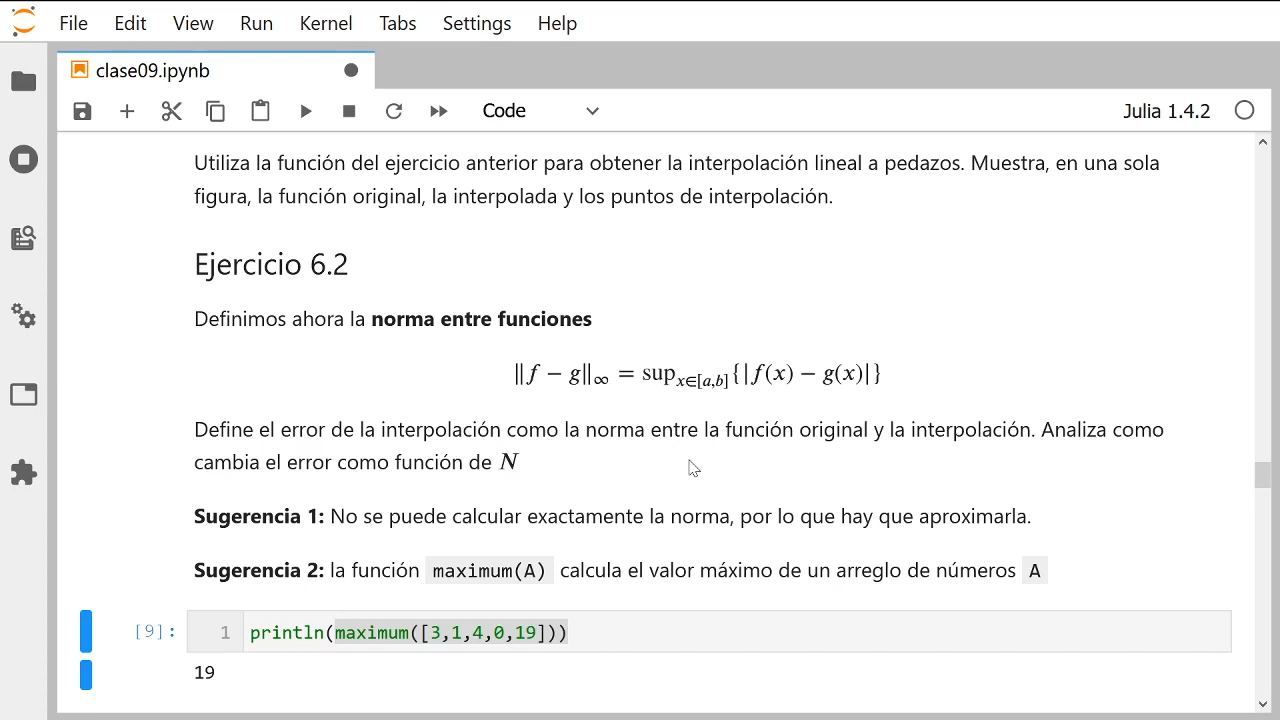 File Edit View Run Kernel Tabs Settings Help
clase09.ipynb
Code
Julia 1.4.2
Utiliza la función del ejercicio anterior para obtener la interpolación lineal a pedazos. Muestra, en una sola
figura, la función original, la interpolada y los puntos de interpolación.
Ejercicio 6.2
Definimos ahora la norma entre funciones
‖f − g‖∞ = sup x∈[a,b] {|f(x) − g(x)|}
Define el error de la interpolación como la norma entre la función original y la interpolación. Analiza como
cambia el error como función de N
Sugerencia 1: No se puede calcular exactamente la norma, por lo que hay que aproximarla.
Sugerencia 2: la función maximum(A) calcula el valor máximo de un arreglo de números A
[9]: 1 println(maximum([3,1,4,0,19]))
19